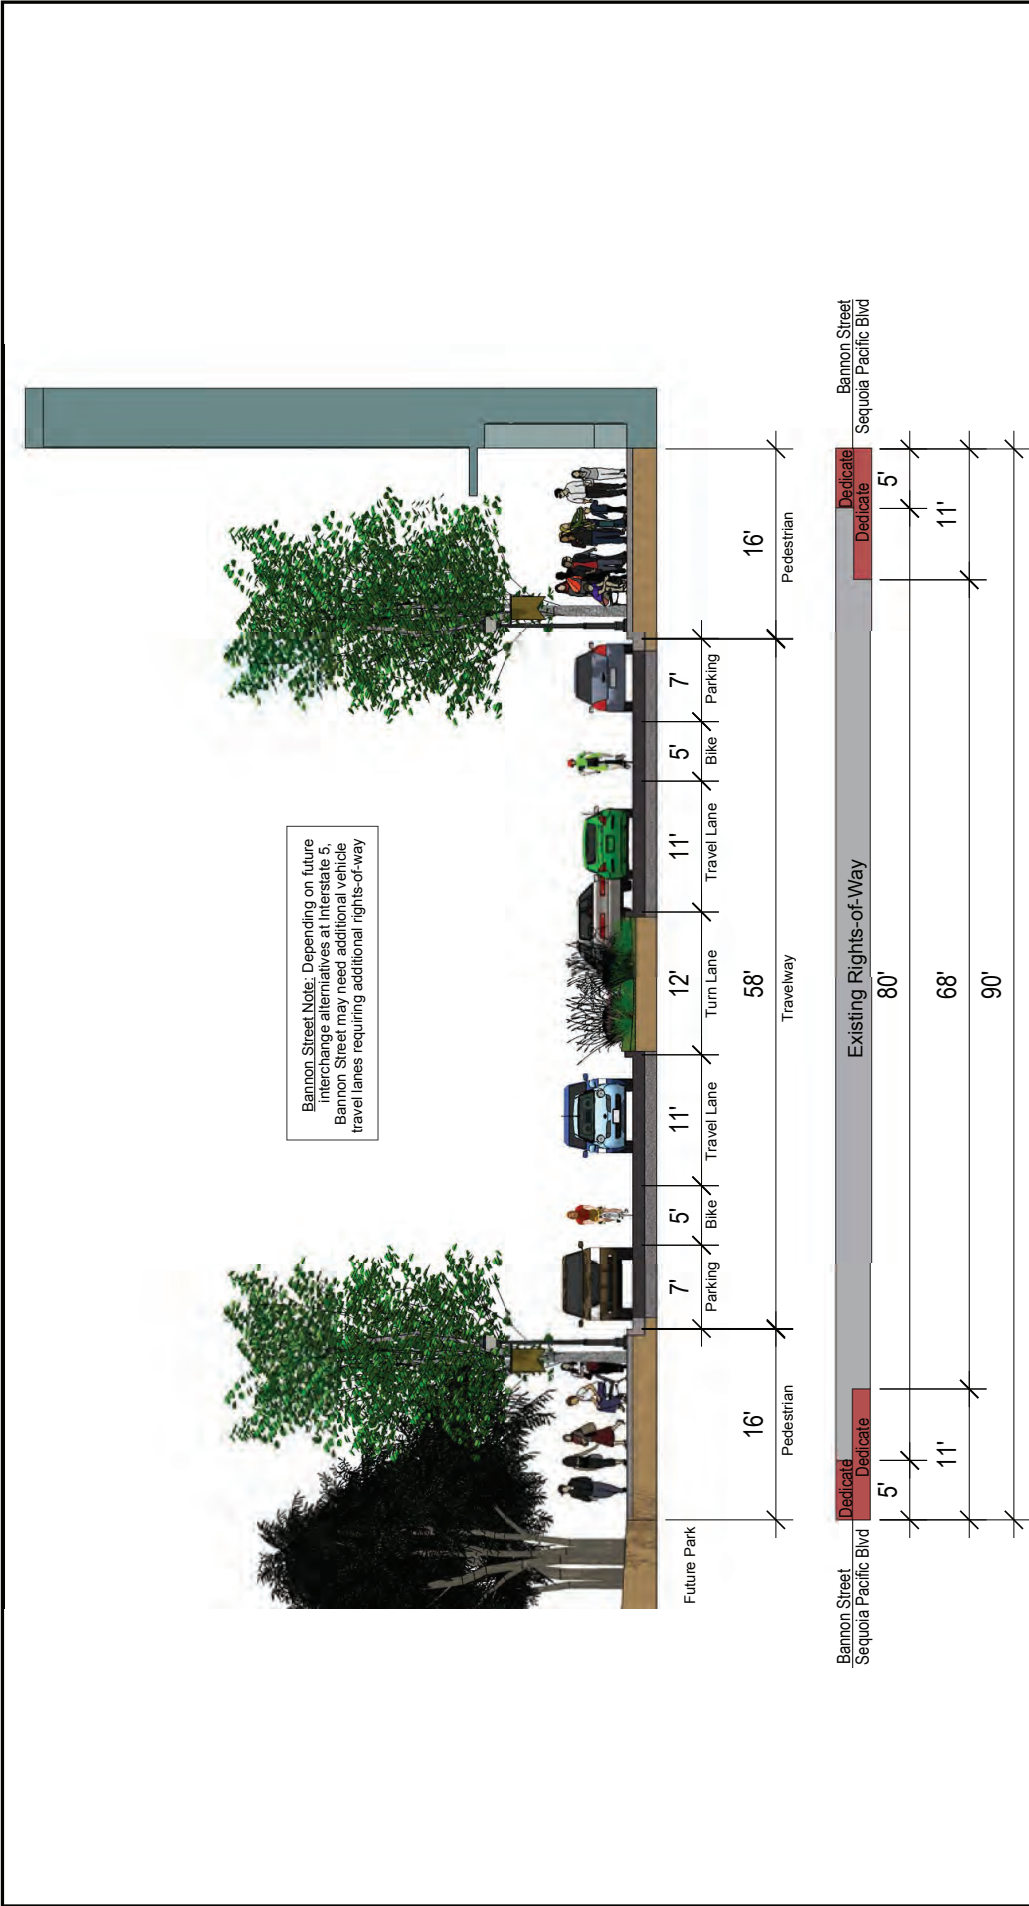 Bannon Street Note: Depending on future
interchange alterniatives at Interstate 5,
Bannon Street may need additional vehicle
travel lanes requiring additional rights-of-way
Future Park
7' 5' 11' 12' 11' 5' 7'
Parking Bike Travel Lane Turn Lane Travel Lane Bike Parking
16' 58' 16'
Pedestrian Travelway Pedestrian
Bannon Street Dedicate Dedicate Bannon Street
Sequoia Pacific Blvd Dedicate Existing Rights-of-Way Dedicate Sequoia Pacific Blvd
5' 80' 5'
11' 68' 11'
90'